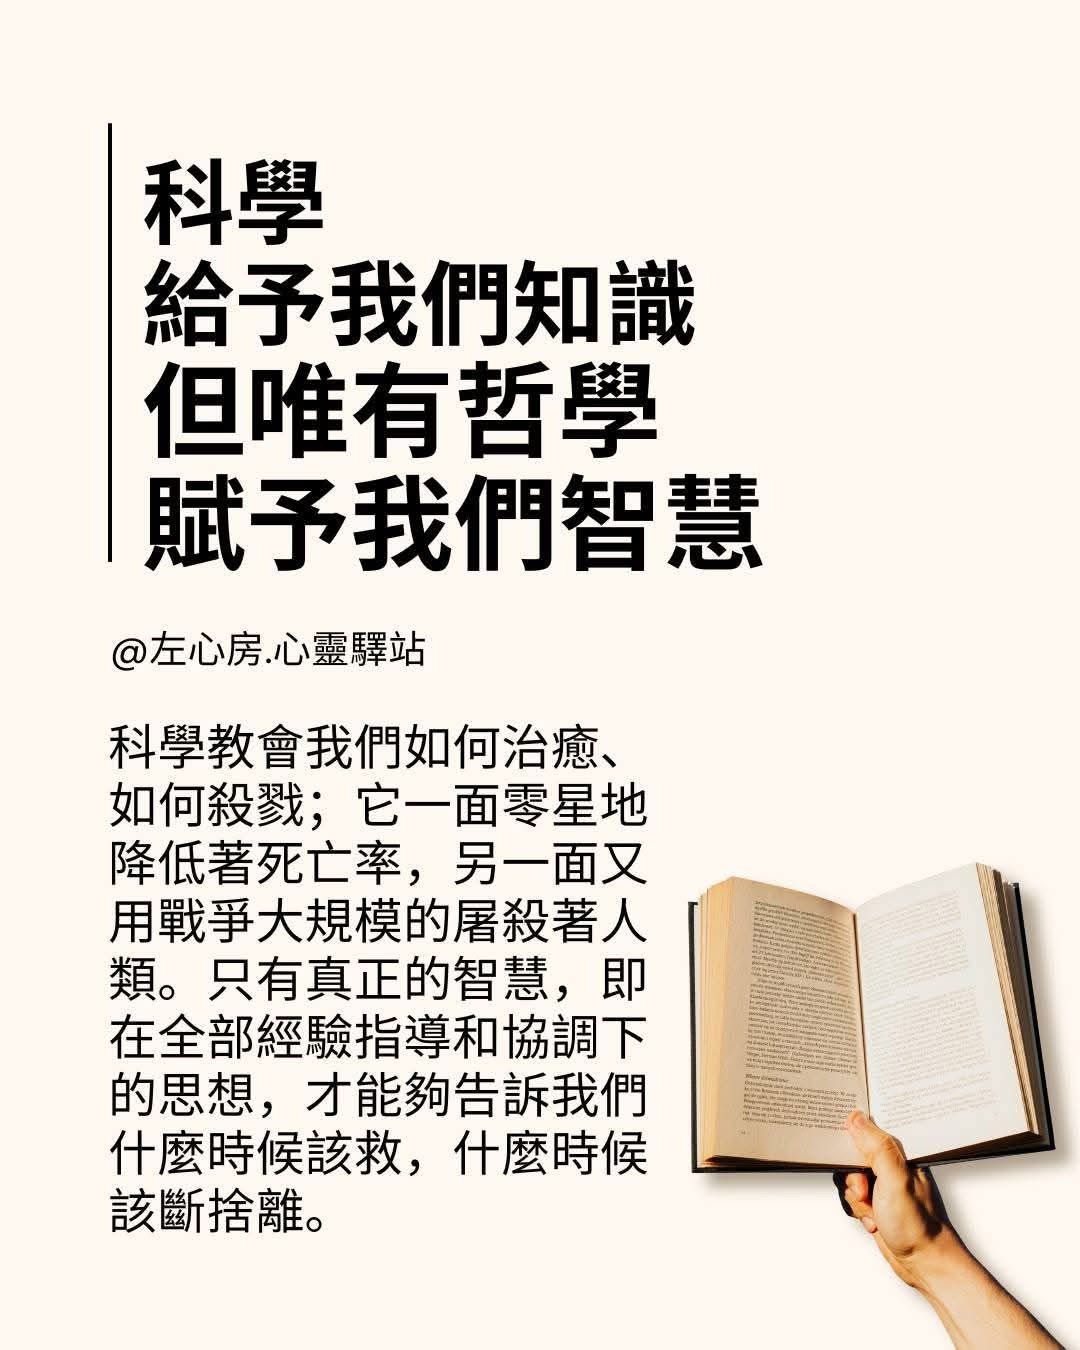 科學
給予我們知識
但唯有哲學
賦予我們智慧
@左心房.心靈驛站
科學教會我們如何治癒、
如何殺戮；它一面零星地
降低著死亡率，另一面又
用戰爭大規模的屠殺著人
類。只有真正的智慧，即
在全部經驗指導和協調下
的思想，才能夠告訴我們
什麼時候該救，什麼時候
該斷捨離。